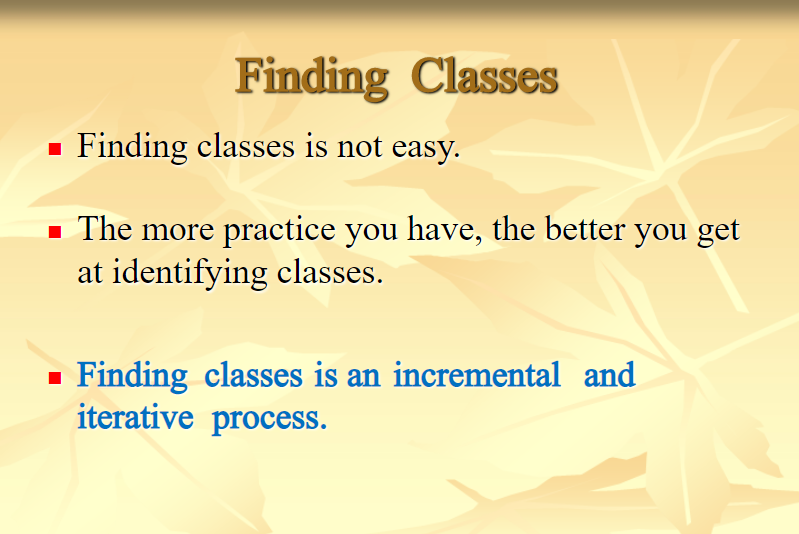 Finding Classes
Finding classes is not easy.
The more practice you have, the better you get
at identifying classes.
Finding classes is an incremental and
iterative process.